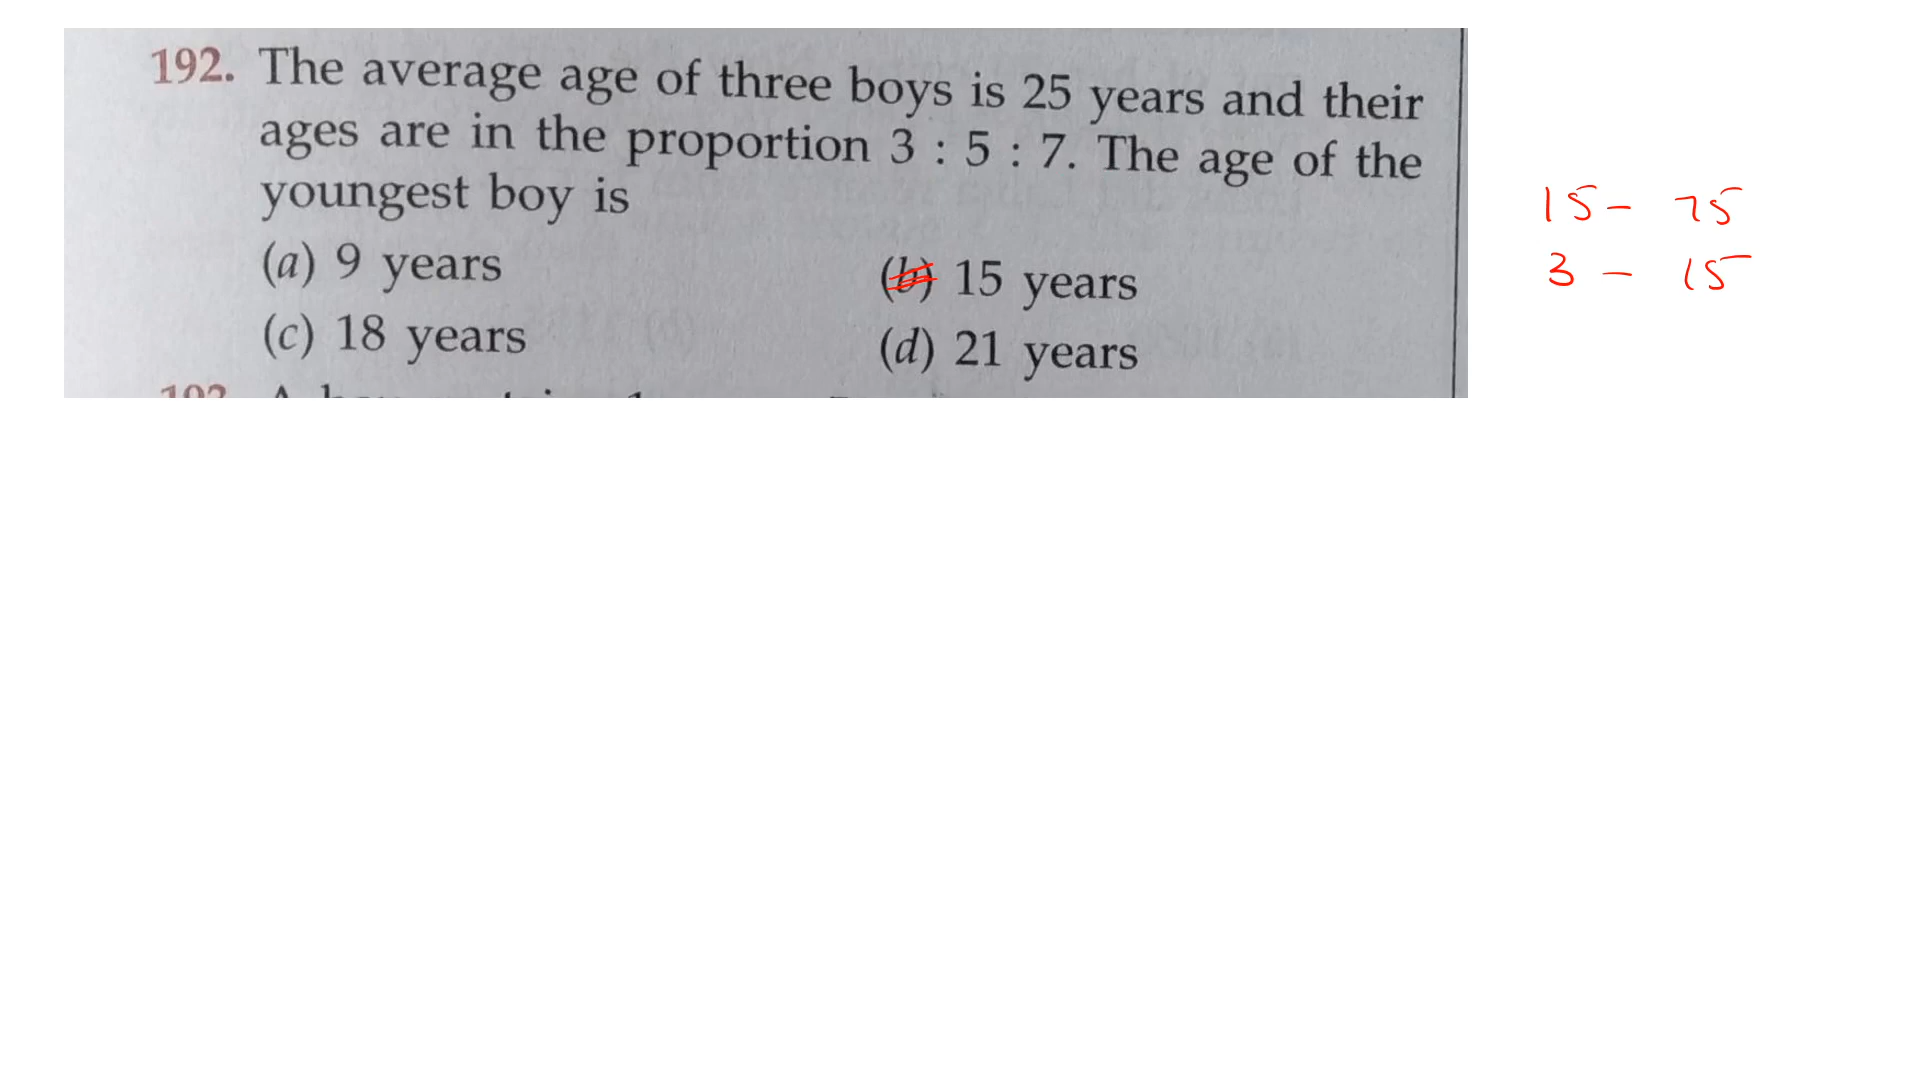 192. The average age of three boys is 25 years and their
ages are in the proportion 3 : 5 : 7. The age of the
youngest boy is
(a) 9 years (b) 15 years
(c) 18 years (d) 21 years
15 - 75
3 - 15